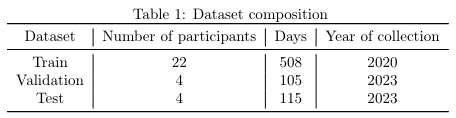 Table 1: Dataset composition
Dataset Number of participants Days Year of collection
Train 22 508 2020
Validation 4 105 2023
Test 4 115 2023